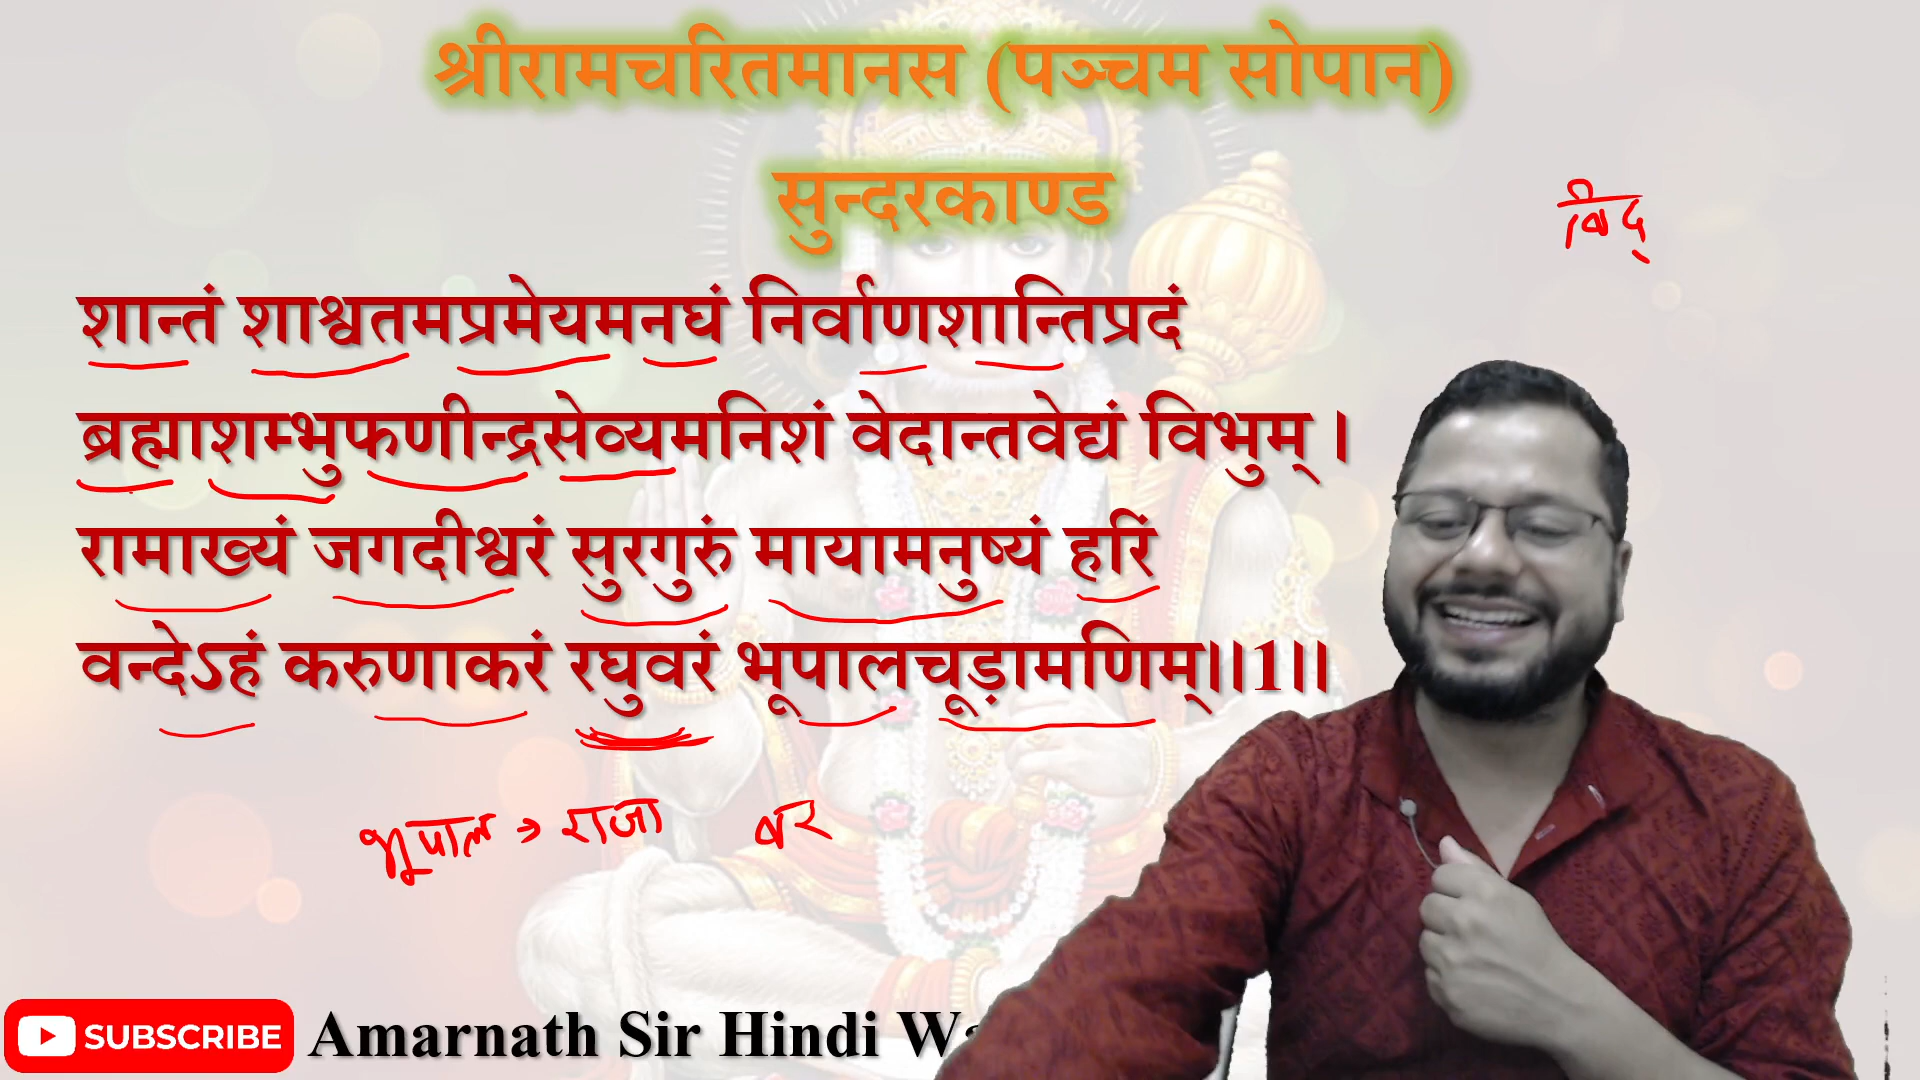 श्रीरामचरितमानस (पञ्चम सोपान)
सुन्दरकाण्ड
विद्
शान्तं शाश्वतमप्रमेयमनघं निर्वाणशान्तिप्रदं
ब्रह्माशम्भुफणीन्द्रसेव्यमनिशं वेदान्तवेद्यं विभुम् ।
रामाख्यं जगदीश्वरं सुरगुरुं मायामनुष्यं हरिं
वन्देऽहं करुणाकरं रघुवरं भूपालचूड़ामणिम्।।1।।
भूपाल → राजा वर
SUBSCRIBE Amarnath Sir Hindi